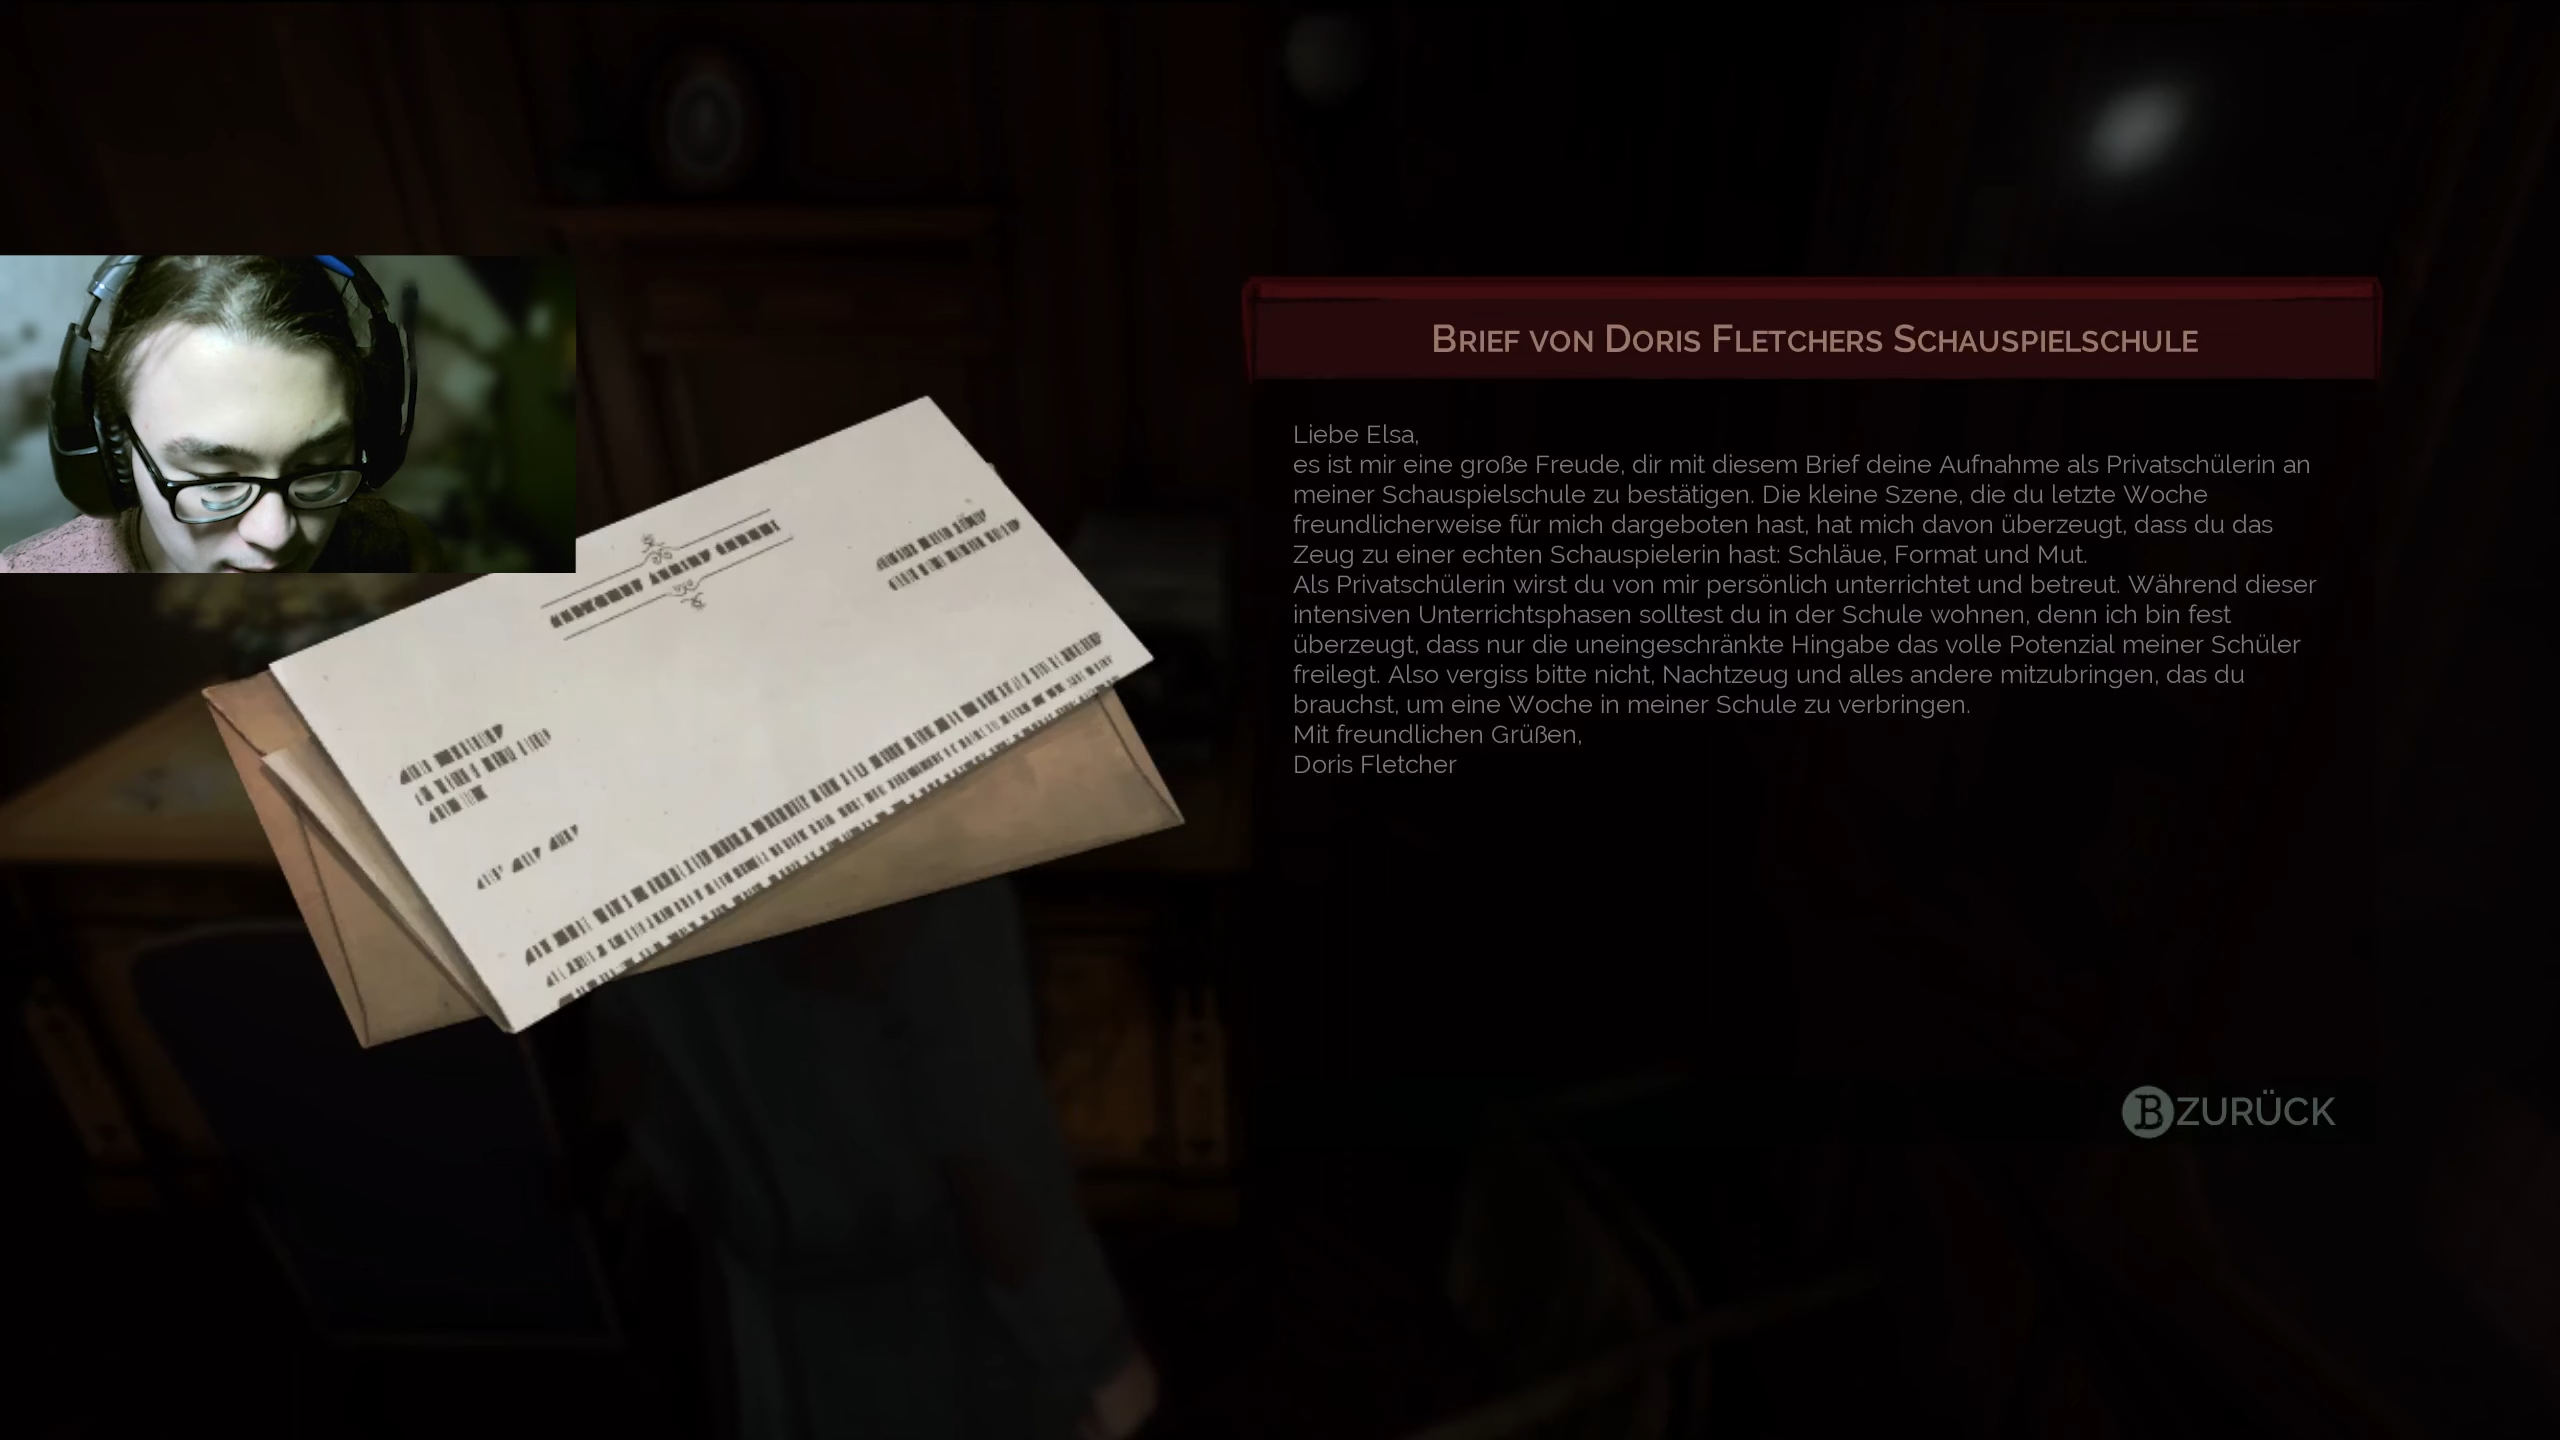 Brief von Doris Fletchers Schauspielschule
Liebe Elsa,
es ist mir eine große Freude, dir mit diesem Brief deine Aufnahme als Privatschülerin an
meiner Schauspielschule zu bestätigen. Die kleine Szene, die du letzte Woche
freundlicherweise für mich dargeboten hast, hat mich davon überzeugt, dass du das
Zeug zu einer echten Schauspielerin hast: Schläue, Format und Mut.
Als Privatschülerin wirst du von mir persönlich unterrichtet und betreut. Während dieser
intensiven Unterrichtsphasen solltest du in der Schule wohnen, denn ich bin fest
überzeugt, dass nur die uneingeschränkte Hingabe das volle Potenzial meiner Schüler
freilegt. Also vergiss bitte nicht, Nachtzeug und alles andere mitzubringen, das du
brauchst, um eine Woche in meiner Schule zu verbringen.
Mit freundlichen Grüßen,
Doris Fletcher
B ZURÜCK